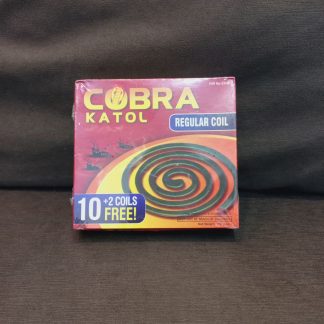 COBRA
KATOL
REGULAR COIL
10 +2 COILS
FREE!